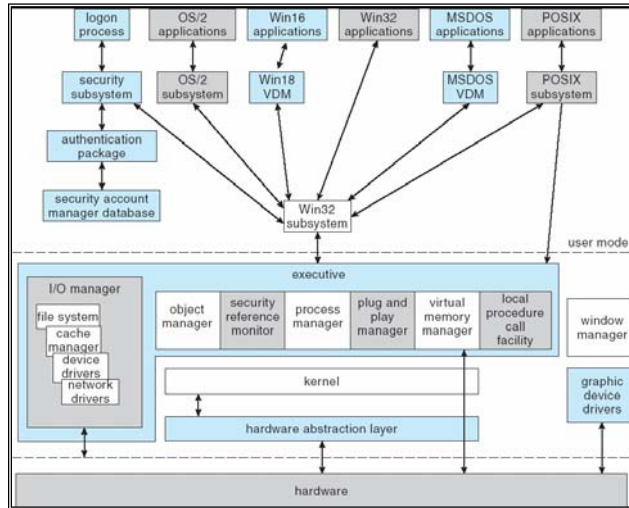 logon
process
OS/2
applications
Win16
applications
Win32
applications
MSDOS
applications
POSIX
applications
security
subsystem
OS/2
subsystem
Win18
VDM
MSDOS
VDM
POSIX
subsystem
authentication
package
security account
manager database
Win32
subsystem
user mode
executive
I/O manager
file system
cache
manager
device
drivers
network
drivers
object
manager
security
reference
monitor
process
manager
plug and
play
manager
virtual
memory
manager
local
procedure
call
facility
window
manager
kernel
graphic
device
drivers
hardware abstraction layer
hardware